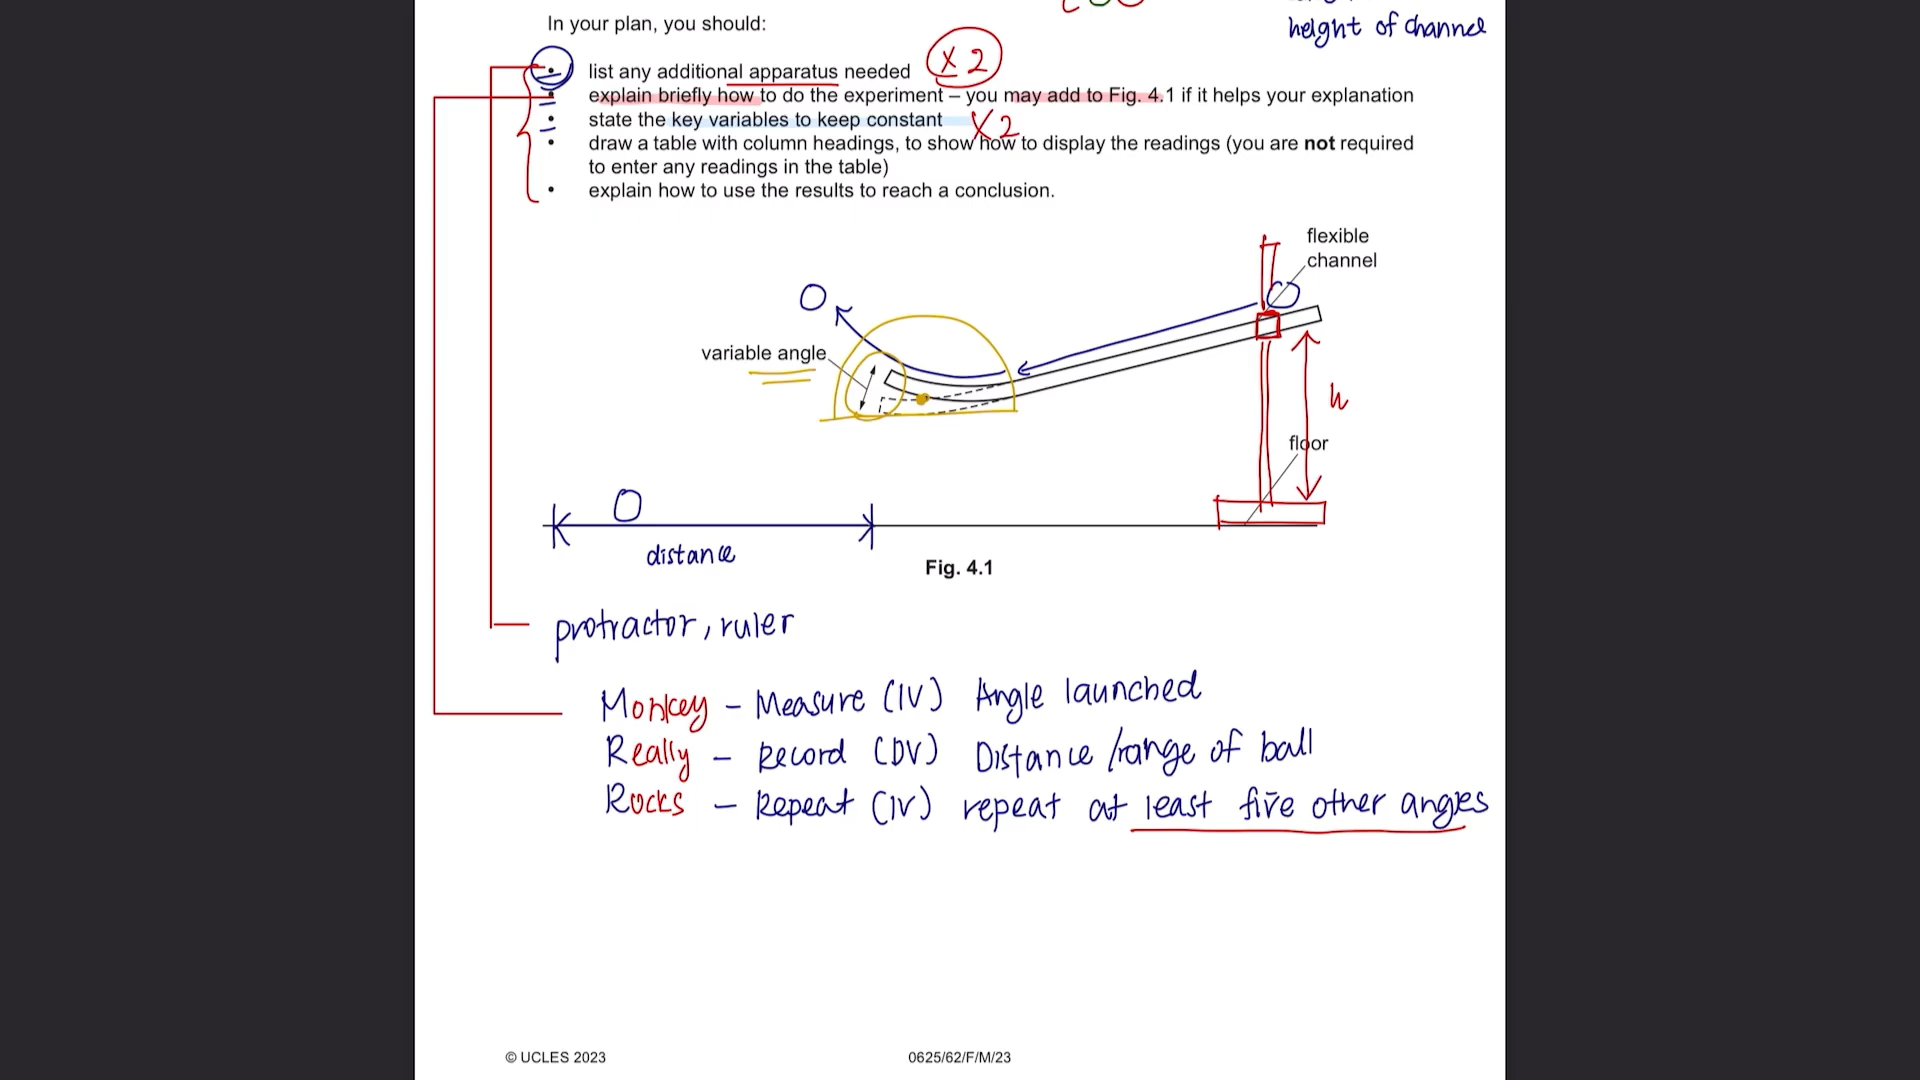 In your plan, you should:
height of channel
• list any additional apparatus needed
x 2
• explain briefly how to do the experiment – you may add to Fig. 4.1 if it helps your explanation
• state the key variables to keep constant
X2
• draw a table with column headings, to show how to display the readings (you are not required
to enter any readings in the table)
• explain how to use the results to reach a conclusion.
flexible
channel
variable angle
h
floor
distance
Fig. 4.1
protractor, ruler
Monkey – Measure (IV) Angle launched
Really – Record (DV) Distance /range of ball
Rocks – Repeat (IV) repeat at least five other anges
© UCLES 2023
0625/62/F/M/23